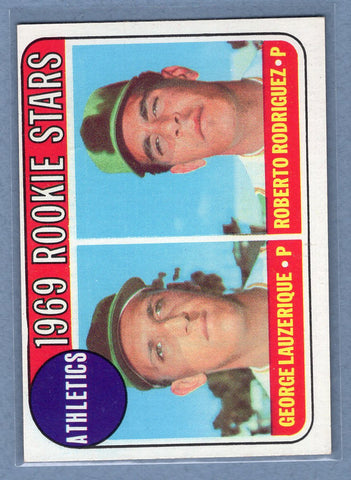 1969 ROOKIE STARS
ATHLETICS
GEORGE LAUZERIQUE • P
ROBERTO RODRIGUEZ • P